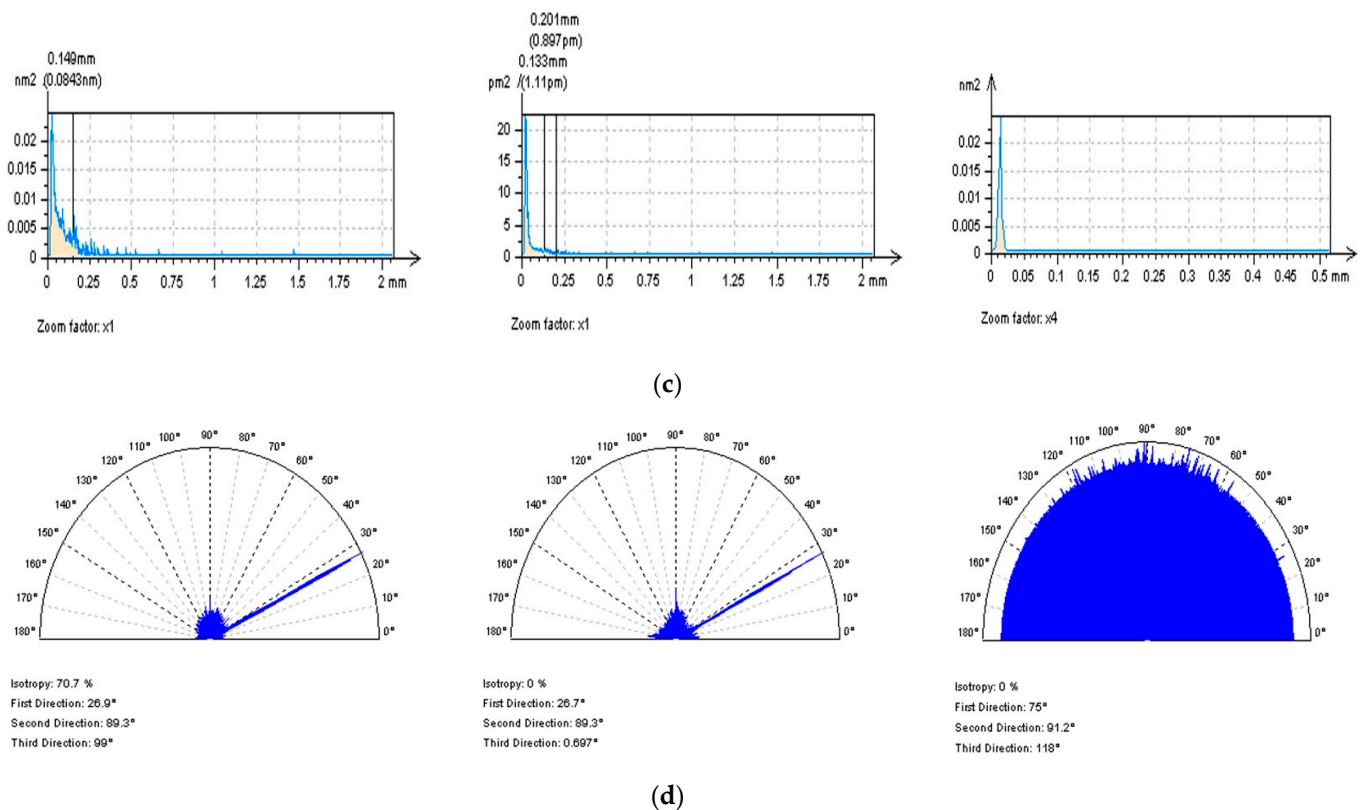 0.149mm
nm2 (0.0843nm)
0.02
0.015
0.01
0.005
0
0 0.25 0.5 0.75 1 1.25 1.5 1.75 2 mm
Zoom factor: x1
0.201mm
(0.897pm)
0.133mm
pm2 (1.11pm)
20
15
10
5
0
0 0.25 0.5 0.75 1 1.25 1.5 1.75 2 mm
Zoom factor: x1
nm2
0.02
0.015
0.01
0.005
0
0 0.05 0.1 0.15 0.2 0.25 0.3 0.35 0.4 0.45 0.5 mm
Zoom factor: x4
(c)
180° 170° 160° 150° 140° 130° 120° 110° 100° 90° 80° 70° 60° 50° 40° 30° 20° 10° 0°
Isotropy: 70.7 %
First Direction: 26.9°
Second Direction: 89.3°
Third Direction: 99°
180° 170° 160° 150° 140° 130° 120° 110° 100° 90° 80° 70° 60° 50° 40° 30° 20° 10° 0°
Isotropy: 0 %
First Direction: 26.7°
Second Direction: 89.3°
Third Direction: 0.697°
180° 170° 160° 150° 140° 130° 120° 110° 100° 90° 80° 70° 60° 50° 40° 30° 20° 10° 0°
Isotropy: 0 %
First Direction: 75°
Second Direction: 91.2°
Third Direction: 118°
(d)